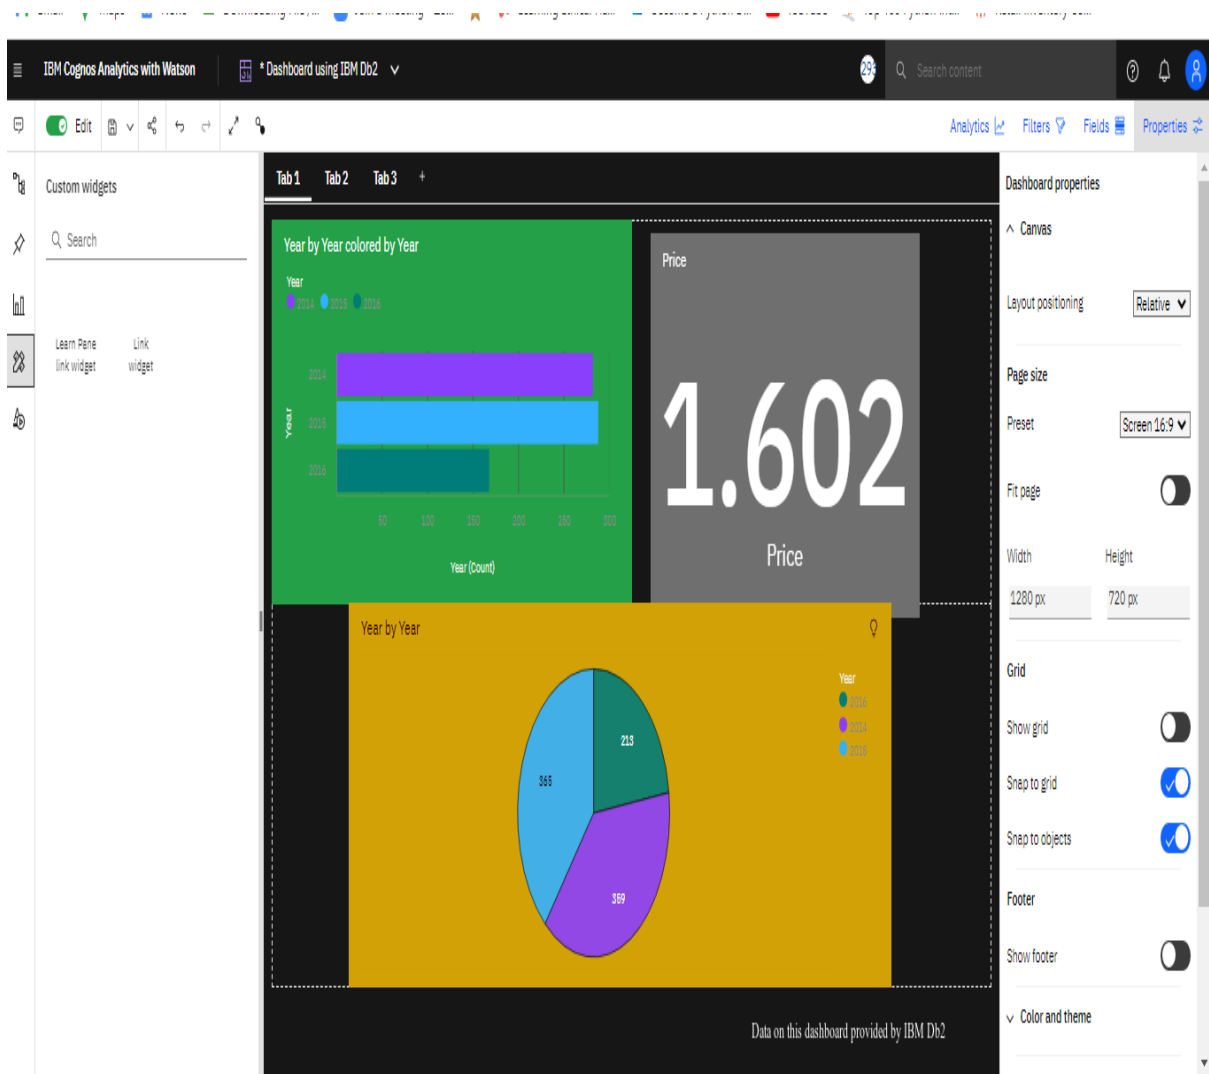 IBM Cognos Analytics with Watson
* Dashboard using IBM Db2
293
Search content
Edit
Analytics
Filters
Fields
Properties
Custom widgets
Search
Learn Pane
link widget
Link
widget
Tab 1
Tab 2
Tab 3
+
Year by Year colored by Year
Year
2014
2015
2016
2014
2015
2016
Year
50
100
150
200
250
300
Year (Count)
Price
1.602
Price
Year by Year
Year
2016
2014
2015
213
365
359
Data on this dashboard provided by IBM Db2
Dashboard properties
Canvas
Layout positioning
Relative
Page size
Preset
Screen 16:9
Fit page
Width
Height
1280 px
720 px
Grid
Show grid
Snap to grid
Snap to objects
Footer
Show footer
Color and theme